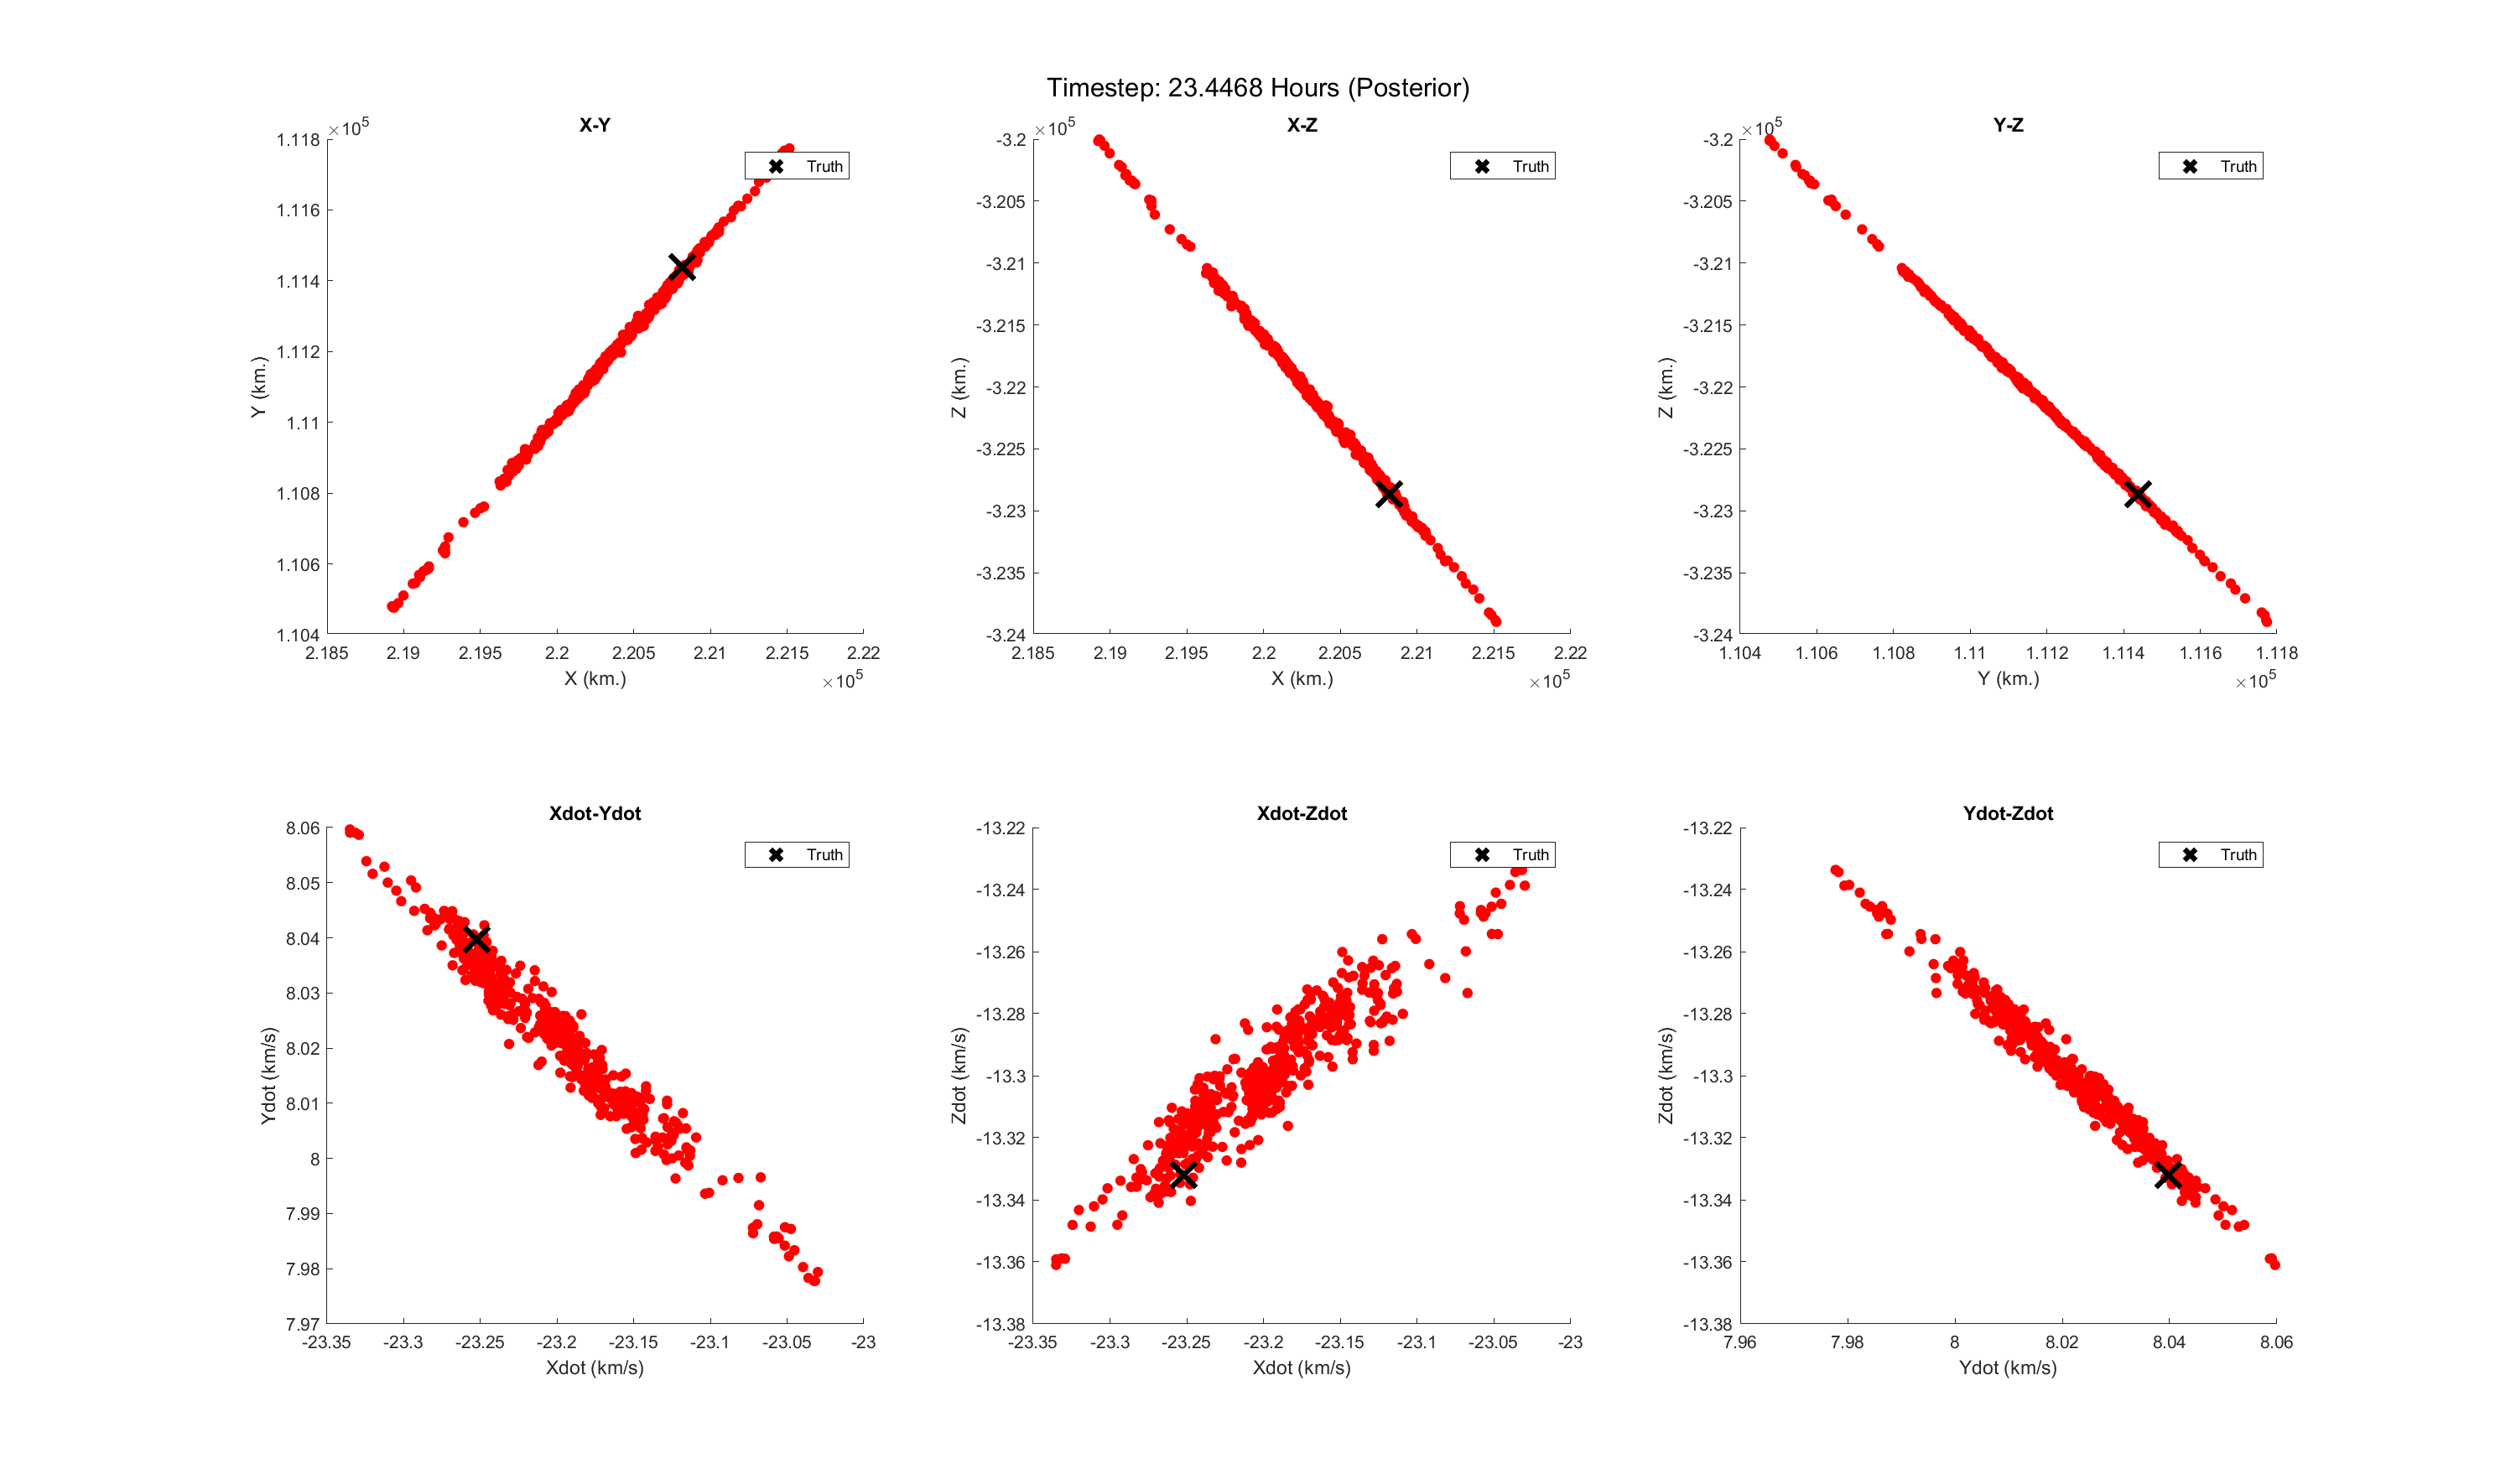 Timestep: 23.4468 Hours (Posterior)
X-Y
×10^5
1.118
1.116
1.114
1.112
1.11
1.108
1.106
1.104
Y (km.)
2.185 2.19 2.195 2.2 2.205 2.21 2.215 2.22
X (km.)
×10^5
Truth
X-Z
×10^5
-3.2
-3.205
-3.21
-3.215
-3.22
-3.225
-3.23
-3.235
-3.24
Z (km.)
2.185 2.19 2.195 2.2 2.205 2.21 2.215 2.22
X (km.)
×10^5
Truth
Y-Z
×10^5
-3.2
-3.205
-3.21
-3.215
-3.22
-3.225
-3.23
-3.235
-3.24
Z (km.)
1.104 1.106 1.108 1.11 1.112 1.114 1.116 1.118
Y (km.)
×10^5
Truth
Xdot-Ydot
8.06
8.05
8.04
8.03
8.02
8.01
8
7.99
7.98
7.97
Ydot (km/s)
-23.35 -23.3 -23.25 -23.2 -23.15 -23.1 -23.05 -23
Xdot (km/s)
Truth
Xdot-Zdot
-13.22
-13.24
-13.26
-13.28
-13.3
-13.32
-13.34
-13.36
-13.38
Zdot (km/s)
-23.35 -23.3 -23.25 -23.2 -23.15 -23.1 -23.05 -23
Xdot (km/s)
Truth
Ydot-Zdot
-13.22
-13.24
-13.26
-13.28
-13.3
-13.32
-13.34
-13.36
-13.38
Zdot (km/s)
7.96 7.98 8 8.02 8.04 8.06
Ydot (km/s)
Truth